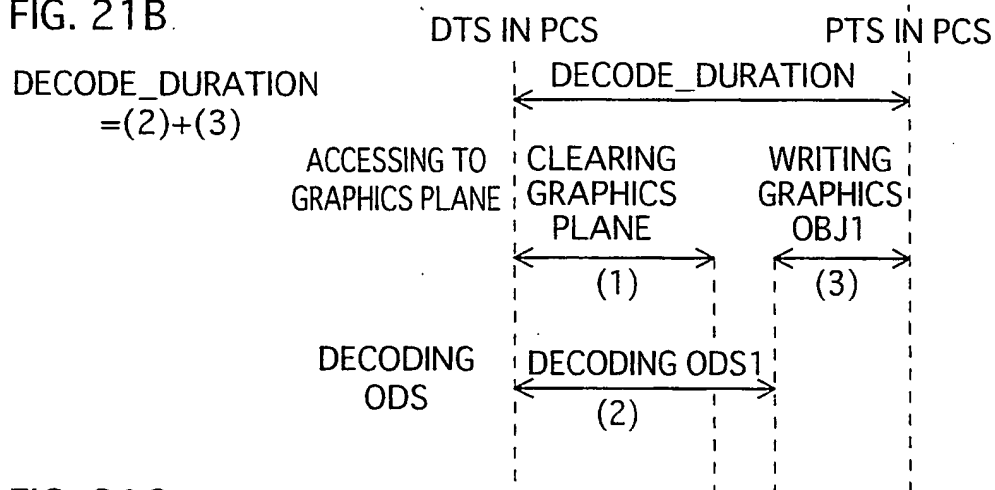 FIG. 21B
DTS IN PCS
PTS IN PCS
DECODE_DURATION
=(2)+(3)
DECODE_DURATION
ACCESSING TO
GRAPHICS PLANE
CLEARING
GRAPHICS
PLANE
(1)
WRITING
GRAPHICS
OBJ1
(3)
DECODING
ODS
DECODING ODS1
(2)